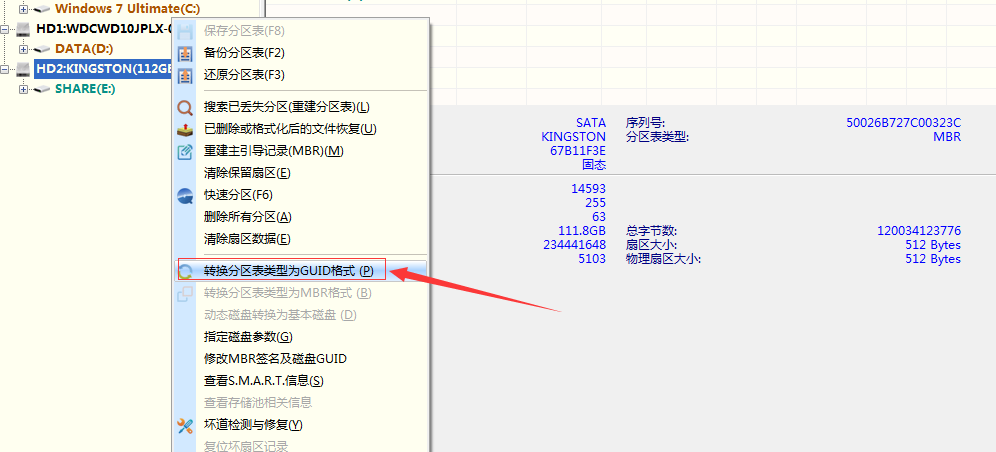 Windows 7 Ultimate(C:)
HD1:WDCWD10JPLX-0
DATA(D:)
HD2:KINGSTON(112GB
SHARE(E:)
保存分区表(F8)
备份分区表(F2)
还原分区表(F3)
搜索已丢失分区(重建分区表)(L)
已删除或格式化后的文件恢复(U)
重建主引导记录(MBR)(M)
清除保留扇区(E)
快速分区(F6)
删除所有分区(A)
清除扇区数据(E)
转换分区表类型为GUID格式 (P)
转换分区表类型为MBR格式 (B)
动态磁盘转换为基本磁盘 (D)
指定磁盘参数(G)
修改MBR签名及磁盘GUID
查看S.M.A.R.T.信息(S)
查看存储池相关信息
坏道检测与修复(Y)
复位坏扇区记录
SATA 序列号: 50026B727C00323C
KINGSTON 分区表类型: MBR
67B11F3E
固态
14593
255
63
111.8GB 总字节数: 120034123776
234441648 扇区大小: 512 Bytes
5103 物理扇区大小: 512 Bytes